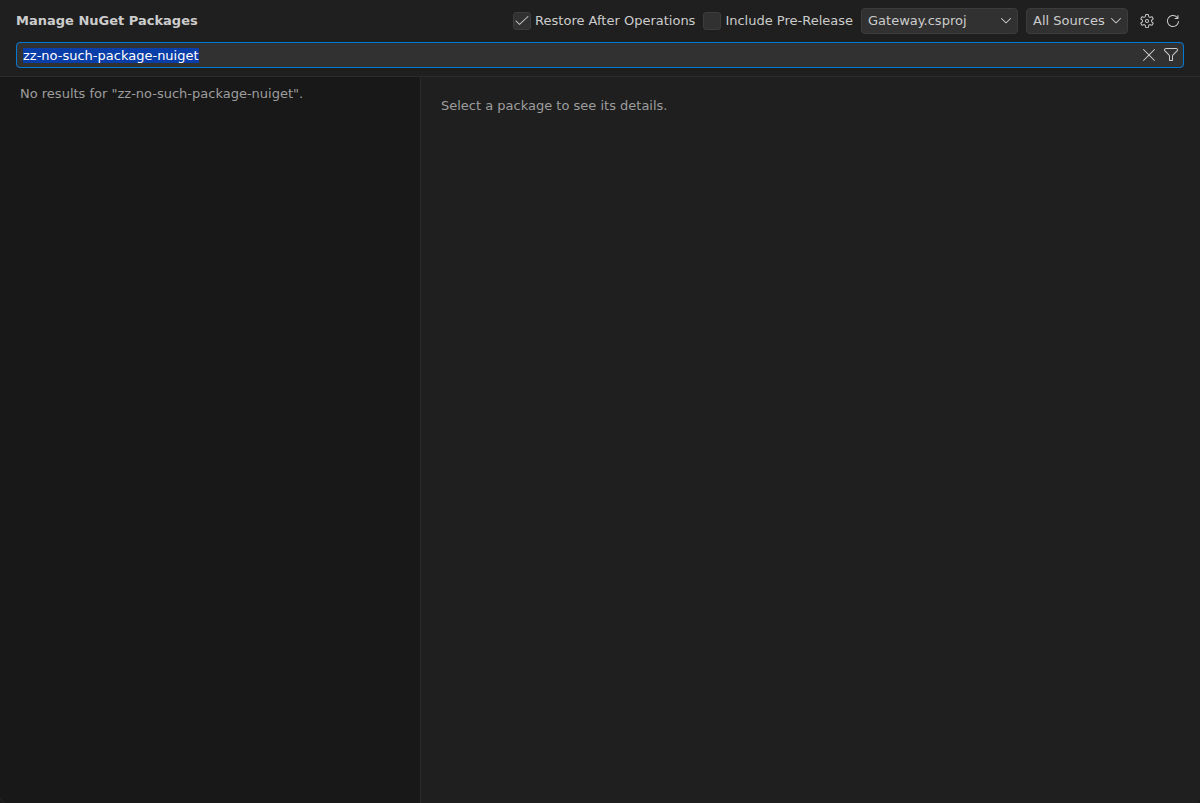 Manage NuGet Packages
Restore After Operations
Include Pre-Release
Gateway.csproj
All Sources
zz-no-such-package-nuiget
No results for "zz-no-such-package-nuiget".
Select a package to see its details.